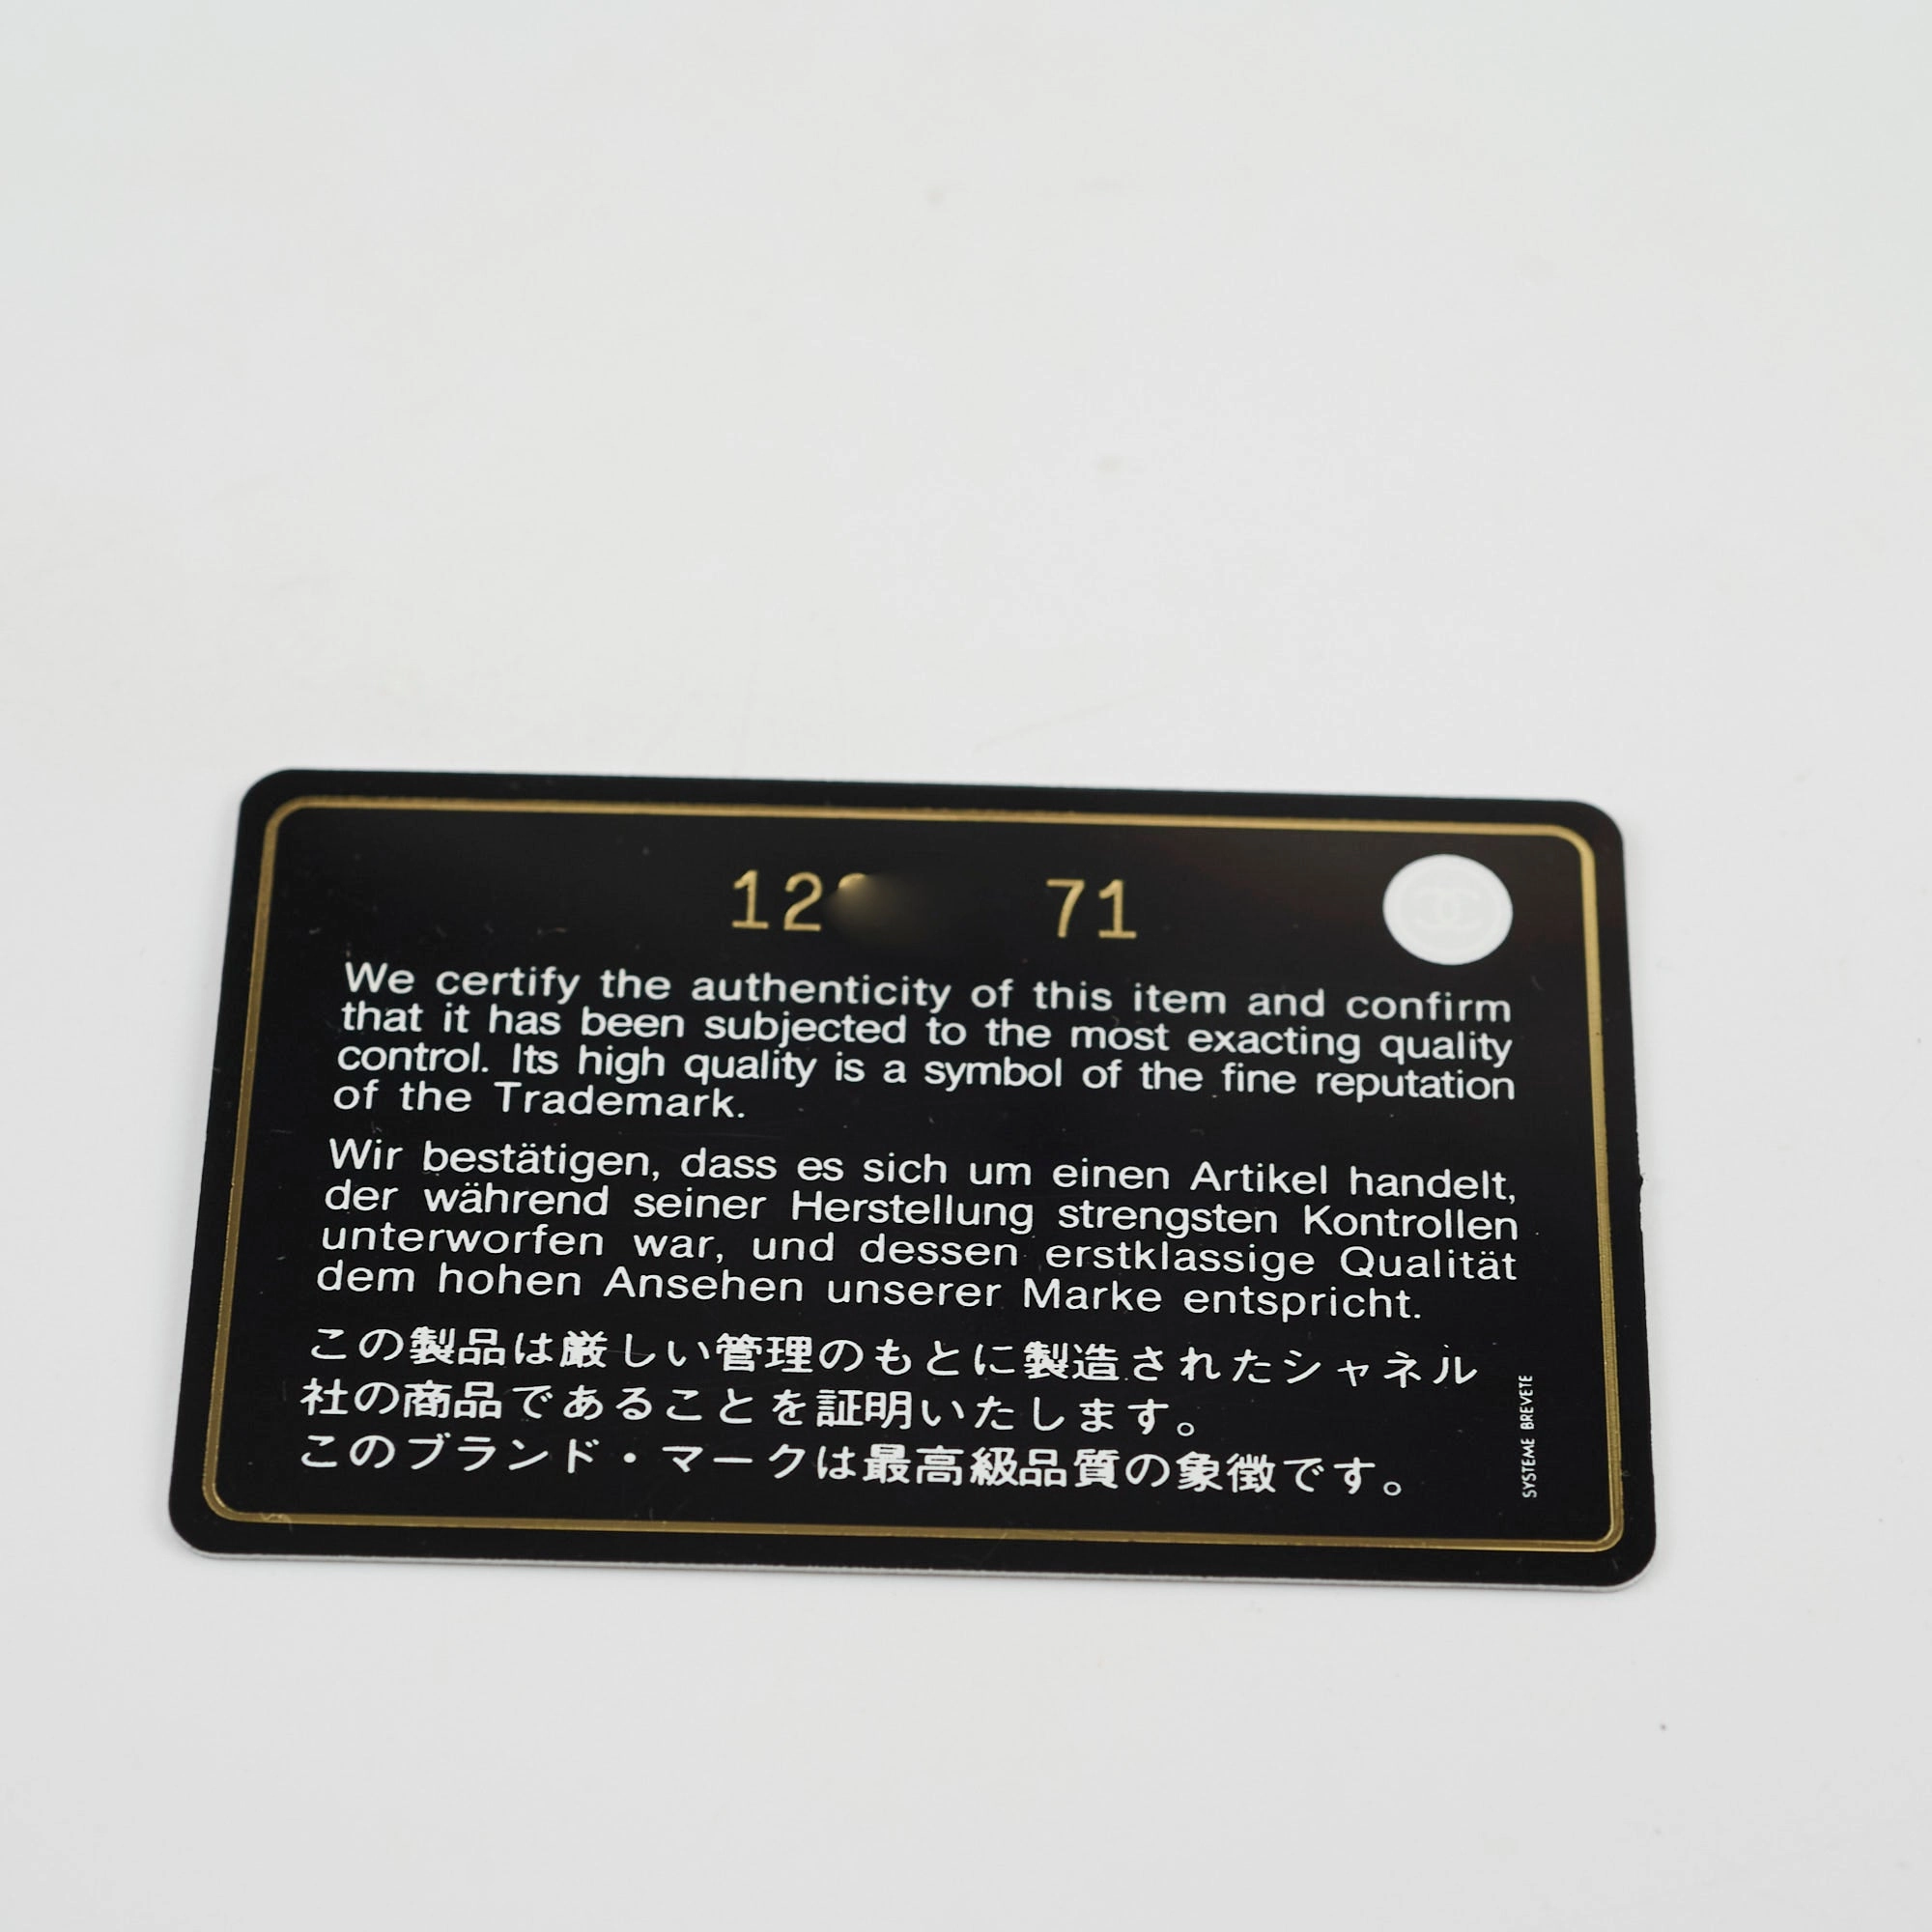 12 71
We certify the authenticity of this item and confirm
that it has been subjected to the most exacting quality
control. Its high quality is a symbol of the fine reputation
of the Trademark.
Wir bestätigen, dass es sich um einen Artikel handelt,
der während seiner Herstellung strengsten Kontrollen
unterworfen war, und dessen erstklassige Qualität
dem hohen Ansehen unserer Marke entspricht.
この製品は厳しい管理のもとに製造されたシャネル
社の商品であることを証明いたします。
このブランド・マークは最高級品質の象徴です。
SYSTEME BREVETE